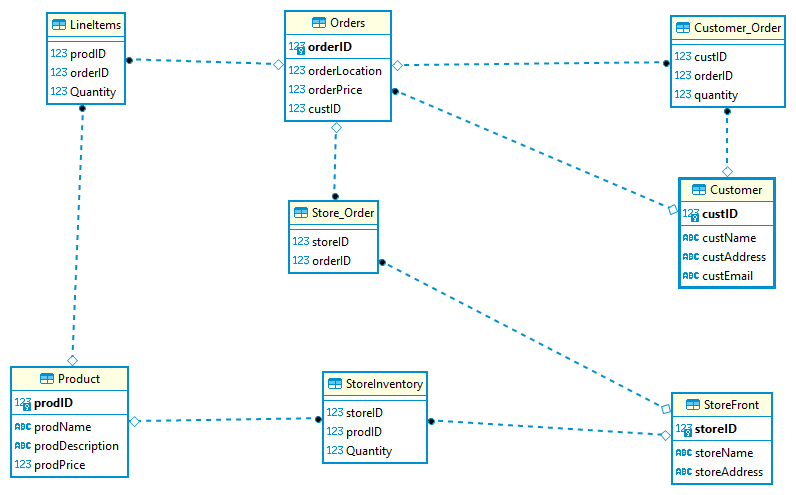 LineItems
123 prodID
123 orderID
123 Quantity
Orders
123 orderID
123 orderLocation
123 orderPrice
123 custID
Customer_Order
123 custID
123 orderID
123 quantity
Customer
123 custID
ABC custName
ABC custAddress
ABC custEmail
Store_Order
123 storeID
123 orderID
Product
123 prodID
ABC prodName
ABC prodDescription
123 prodPrice
StoreInventory
123 storeID
123 prodID
123 Quantity
StoreFront
123 storeID
ABC storeName
ABC storeAddress